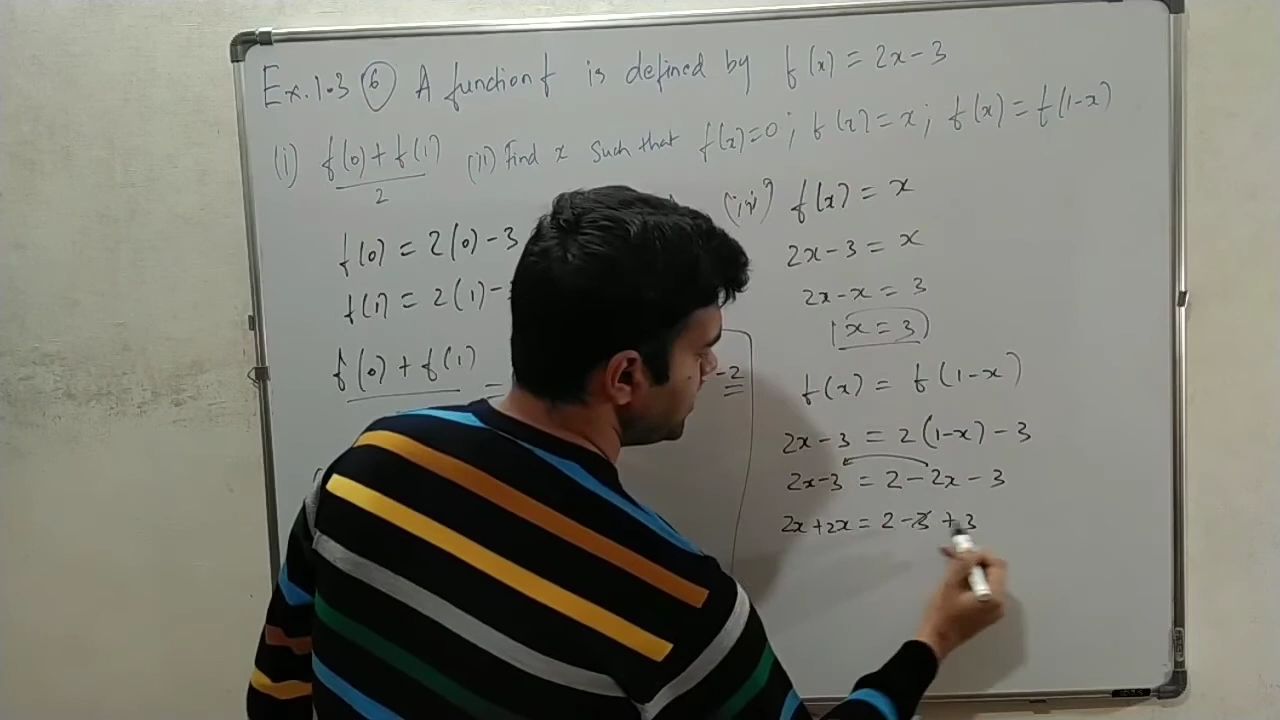 Ex.1.3 (6) A function f is defined by f(x) = 2x-3
(i) f(0) + f(1) / 2 (ii) Find x such that f(x)=0; f(x)=x; f(x) = f(1-x)
f(0) = 2(0) - 3
f(1) = 2(1) -
f(0) + f(1) =
-2
(iv) f(x) = x
2x-3 = x
2x-x = 3
x = 3
f(x) = f(1-x)
2x-3 = 2(1-x) - 3
2x-3 = 2-2x-3
2x+2x = 2-3+3